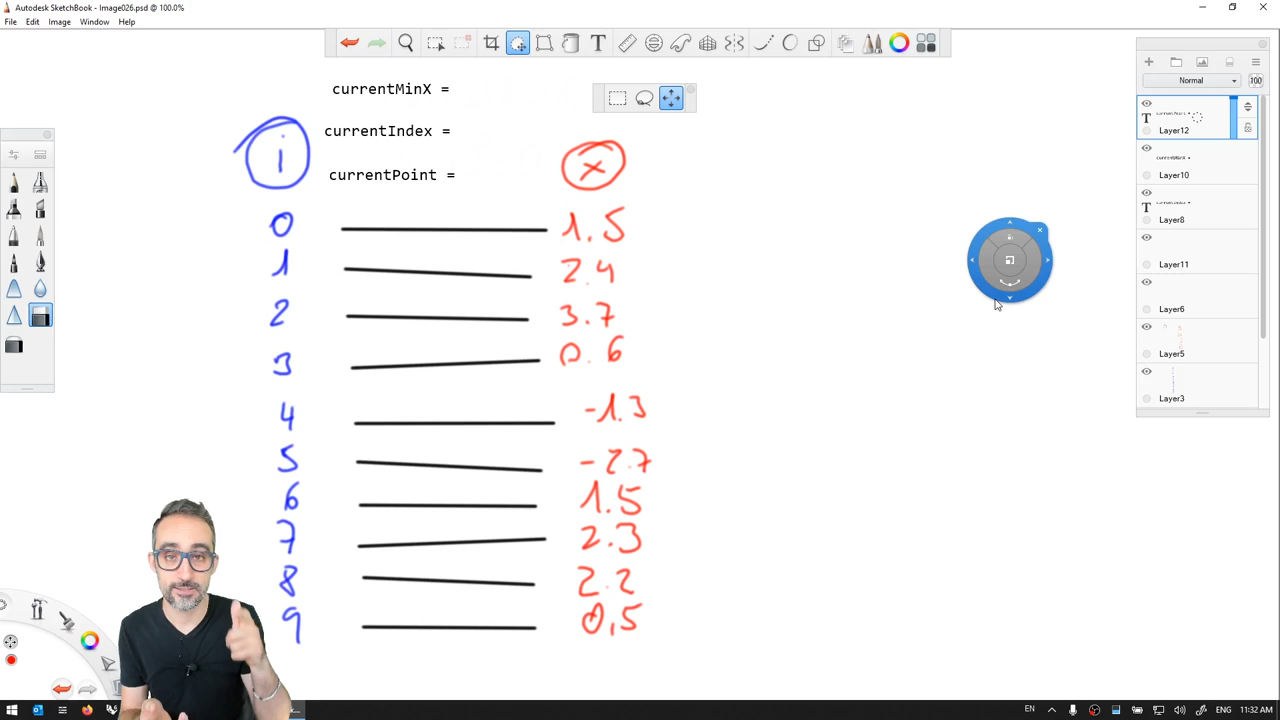 Autodesk SketchBook - Image026.psd @ 100.0%
File Edit Image Window Help
T
currentMinX =
currentIndex =
currentPoint =
i x
0 1.5
1 2.4
2 3.7
3 0.6
4 -1.3
5 -2.7
6 1.5
7 2.3
8 2.2
9 0,5
Normal 100
T
Layer12
currentMinX =
Layer10
T
Layer8
Layer11
Layer6
Layer5
Layer3
EN ENG 11:32 AM